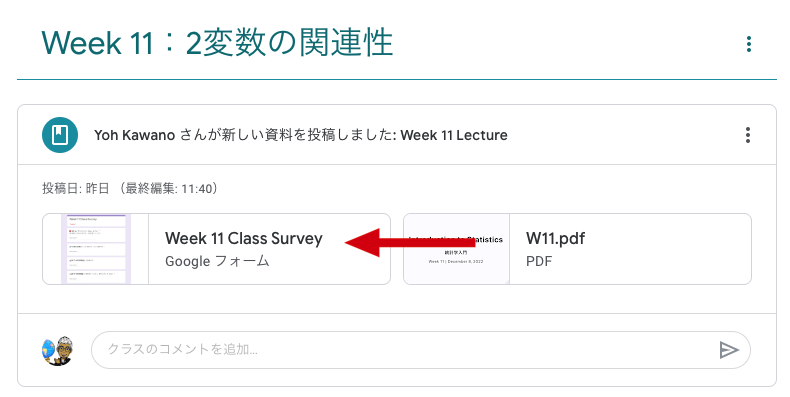 Week 11：2変数の関連性
Yoh Kawano さんが新しい資料を投稿しました: Week 11 Lecture
投稿日: 昨日 （最終編集: 11:40）
Week 11 Class Survey
Google フォーム
Introduction to Statistics
統計学入門
Week 11 | December 8, 2022
W11.pdf
PDF
クラスのコメントを追加...